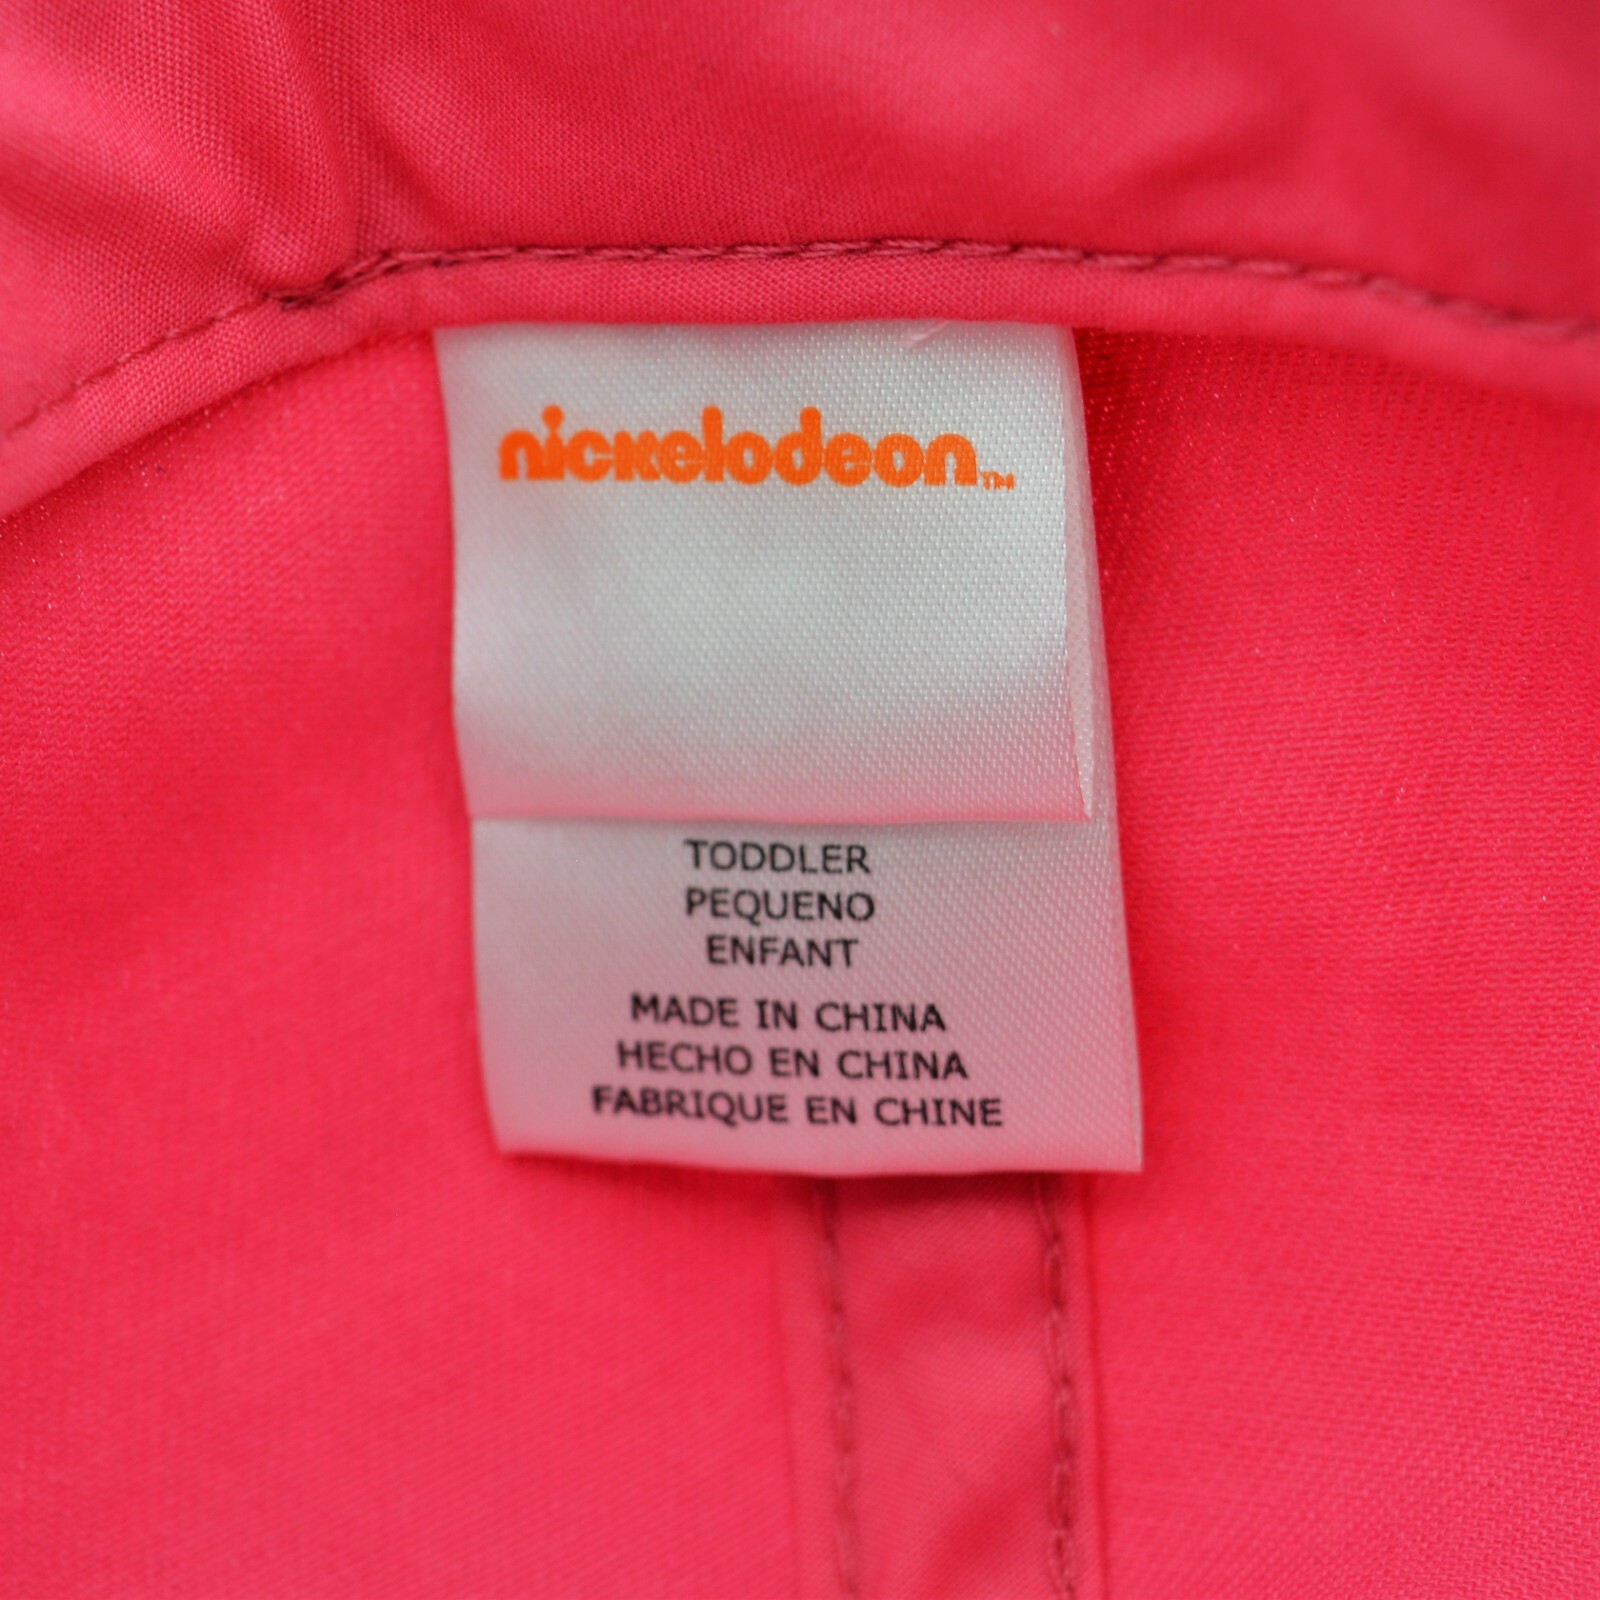 nickelodeon™
TODDLER
PEQUENO
ENFANT
MADE IN CHINA
HECHO EN CHINA
FABRIQUE EN CHINE